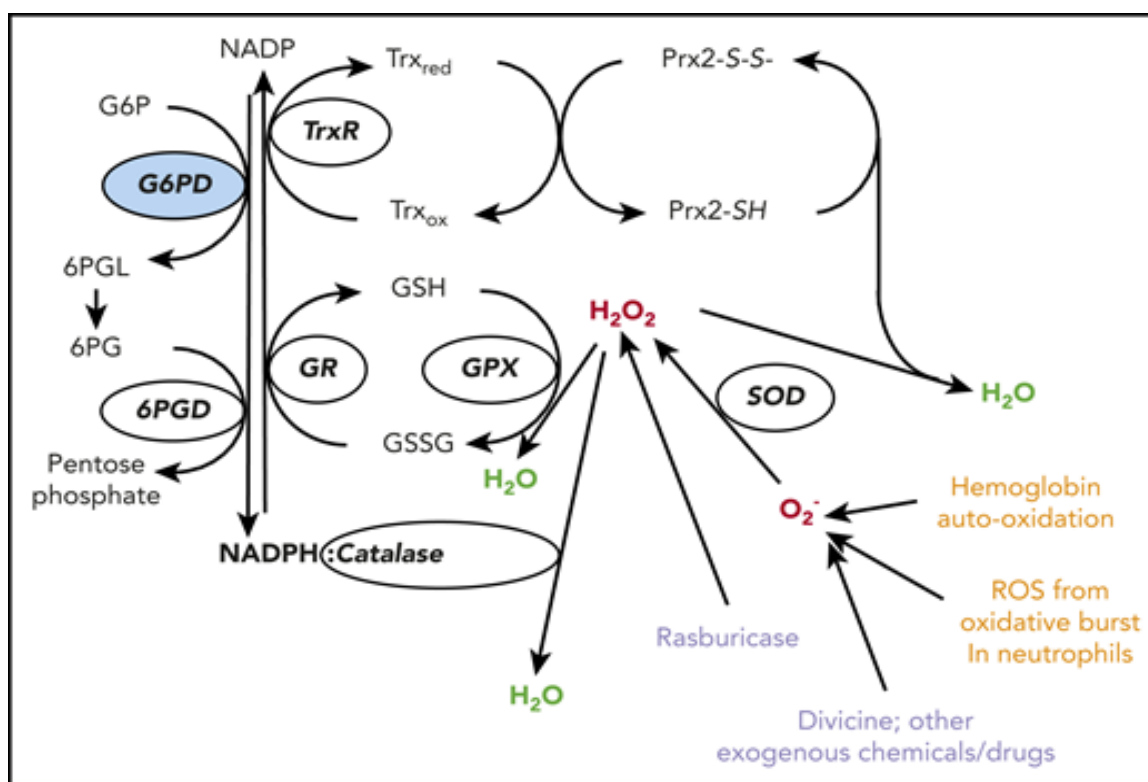 NADP
Trx_red
Prx2-S-S-
G6P
TrxR
G6PD
Trx_ox
Prx2-SH
6PGL
GSH
H₂O₂
6PG
GR
GPX
SOD
H₂O
6PGD
GSSG
Pentose
phosphate
H₂O
O₂⁻
Hemoglobin
auto-oxidation
NADPH:Catalase
ROS from
oxidative burst
In neutrophils
Rasburicase
H₂O
Divicine; other
exogenous chemicals/drugs